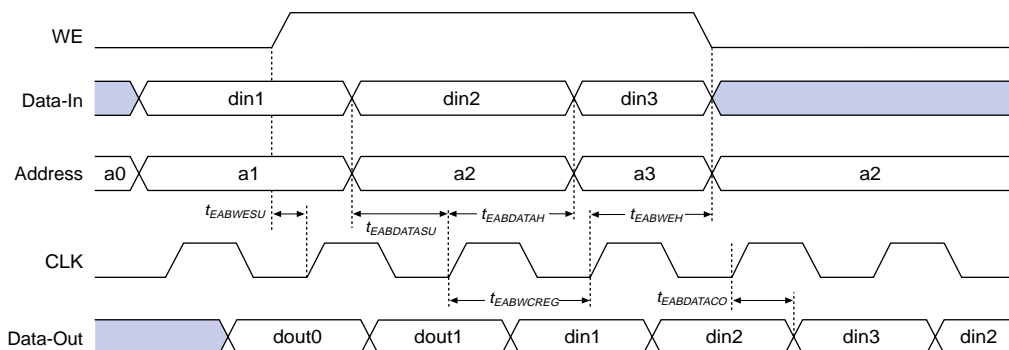 WE
Data-In din1 din2 din3
Address a0 a1 a2 a3 a2
tEABWESU tEABDATASU tEABDATAH tEABWEH
CLK
tEABWCREG tEABDATACO
Data-Out dout0 dout1 din1 din2 din3 din2